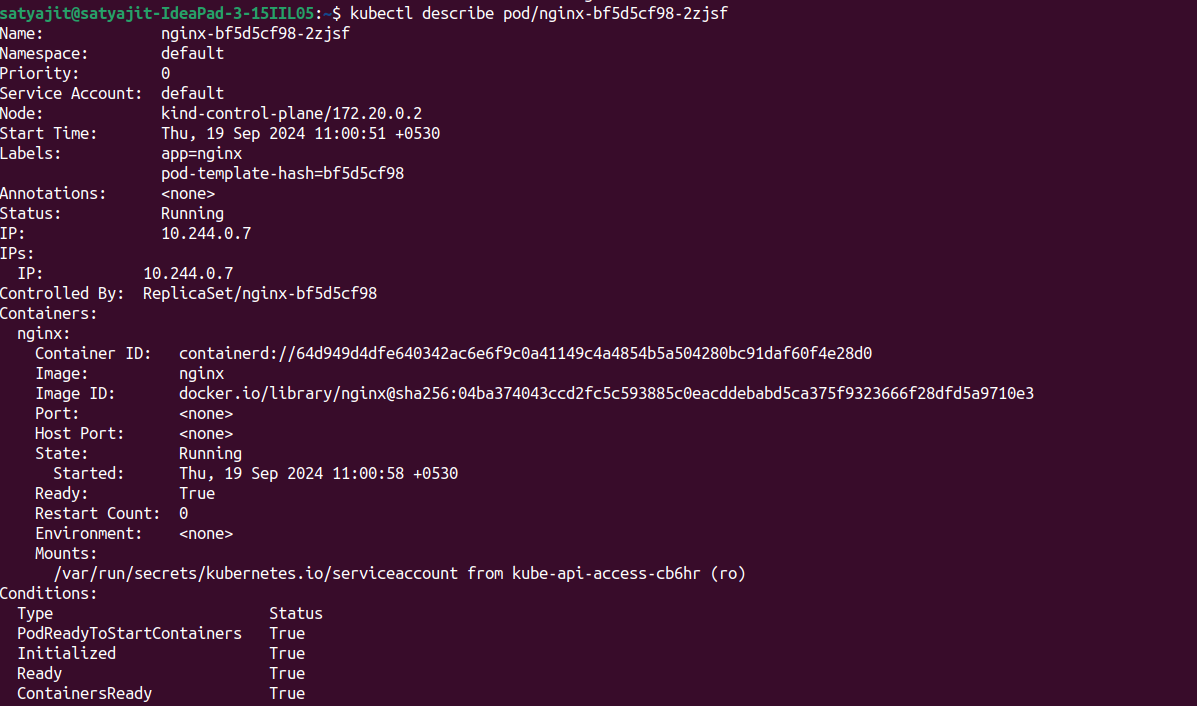 satyajit@satyajit-IdeaPad-3-15IIL05:~$ kubectl describe pod/nginx-bf5d5cf98-2zjsf
Name:             nginx-bf5d5cf98-2zjsf
Namespace:        default
Priority:         0
Service Account:  default
Node:             kind-control-plane/172.20.0.2
Start Time:       Thu, 19 Sep 2024 11:00:51 +0530
Labels:           app=nginx
                  pod-template-hash=bf5d5cf98
Annotations:      <none>
Status:           Running
IP:               10.244.0.7
IPs:
  IP:           10.244.0.7
Controlled By:  ReplicaSet/nginx-bf5d5cf98
Containers:
  nginx:
    Container ID:   containerd://64d949d4dfe640342ac6e6f9c0a41149c4a4854b5a504280bc91daf60f4e28d0
    Image:          nginx
    Image ID:       docker.io/library/nginx@sha256:04ba374043ccd2fc5c593885c0eacddebabd5ca375f9323666f28dfd5a9710e3
    Port:           <none>
    Host Port:      <none>
    State:          Running
      Started:      Thu, 19 Sep 2024 11:00:58 +0530
    Ready:          True
    Restart Count:  0
    Environment:    <none>
    Mounts:
      /var/run/secrets/kubernetes.io/serviceaccount from kube-api-access-cb6hr (ro)
Conditions:
  Type                        Status
  PodReadyToStartContainers   True
  Initialized                 True
  Ready                       True
  ContainersReady             True